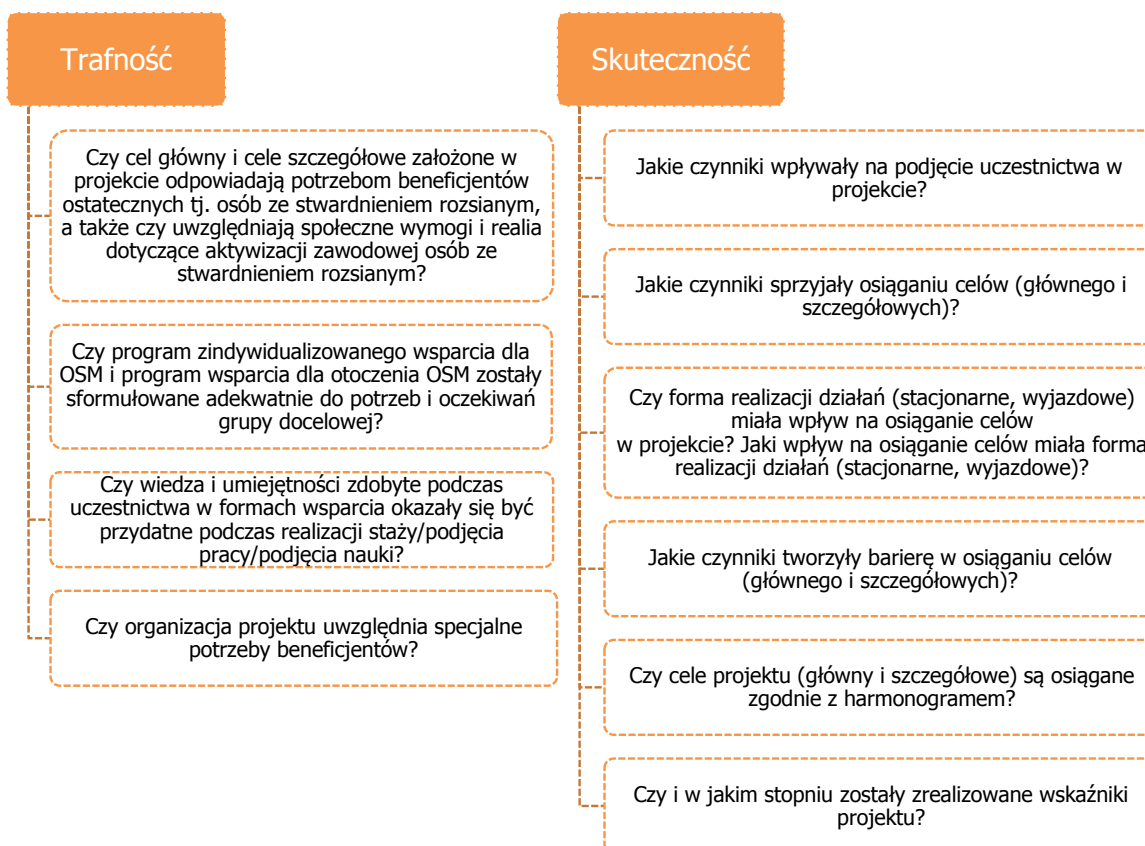 Trafność
Czy cel główny i cele szczegółowe założone w
projekcie odpowiadają potrzebom beneficjentów
ostatecznych tj. osób ze stwardnieniem rozsianym,
a także czy uwzględniają społeczne wymogi i realia
dotyczące aktywizacji zawodowej osób ze
stwardnieniem rozsianym?
Czy program zindywidualizowanego wsparcia dla
OSM i program wsparcia dla otoczenia OSM zostały
sformułowane adekwatnie do potrzeb i oczekiwań
grupy docelowej?
Czy wiedza i umiejętności zdobyte podczas
uczestnictwa w formach wsparcia okazały się być
przydatne podczas realizacji staży/podjęcia
pracy/podjęcia nauki?
Czy organizacja projektu uwzględnia specjalne
potrzeby beneficjentów?
Skuteczność
Jakie czynniki wpływały na podjęcie uczestnictwa w
projekcie?
Jakie czynniki sprzyjały osiąganiu celów (głównego i
szczegółowych)?
Czy forma realizacji działań (stacjonarne, wyjazdowe)
miała wpływ na osiąganie celów
w projekcie? Jaki wpływ na osiąganie celów miała forma
realizacji działań (stacjonarne, wyjazdowe)?
Jakie czynniki tworzyły barierę w osiąganiu celów
(głównego i szczegółowych)?
Czy cele projektu (główny i szczegółowe) są osiągane
zgodnie z harmonogramem?
Czy i w jakim stopniu zostały zrealizowane wskaźniki
projektu?